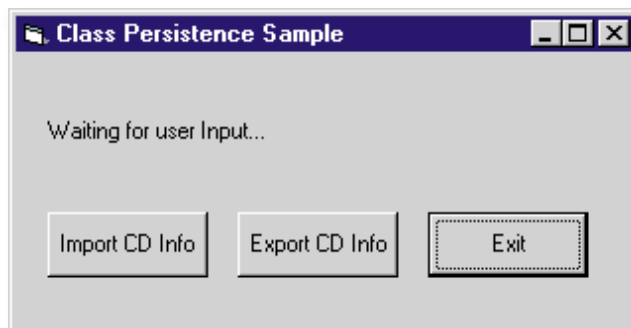 Class Persistence Sample
Waiting for user Input...
Import CD Info Export CD Info Exit